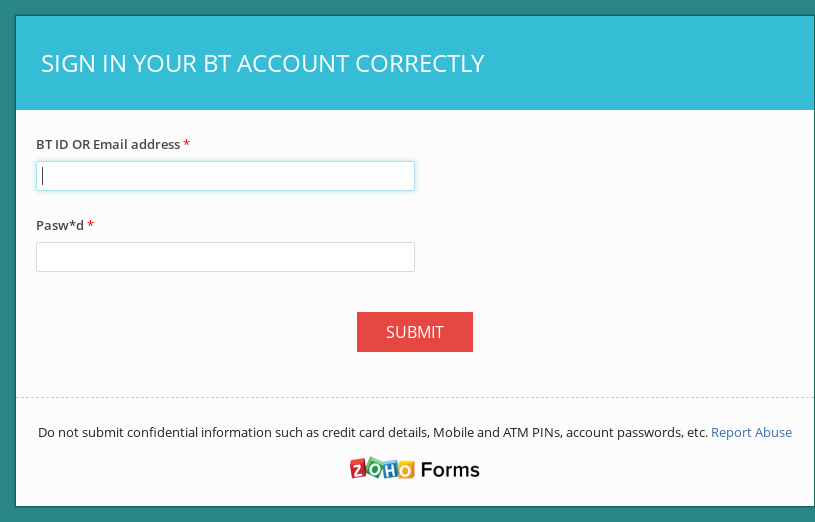 SIGN IN YOUR BT ACCOUNT CORRECTLY
BT ID OR Email address *
Pasw*d *
SUBMIT
Do not submit confidential information such as credit card details, Mobile and ATM PINs, account passwords, etc. Report Abuse
ZOHO Forms